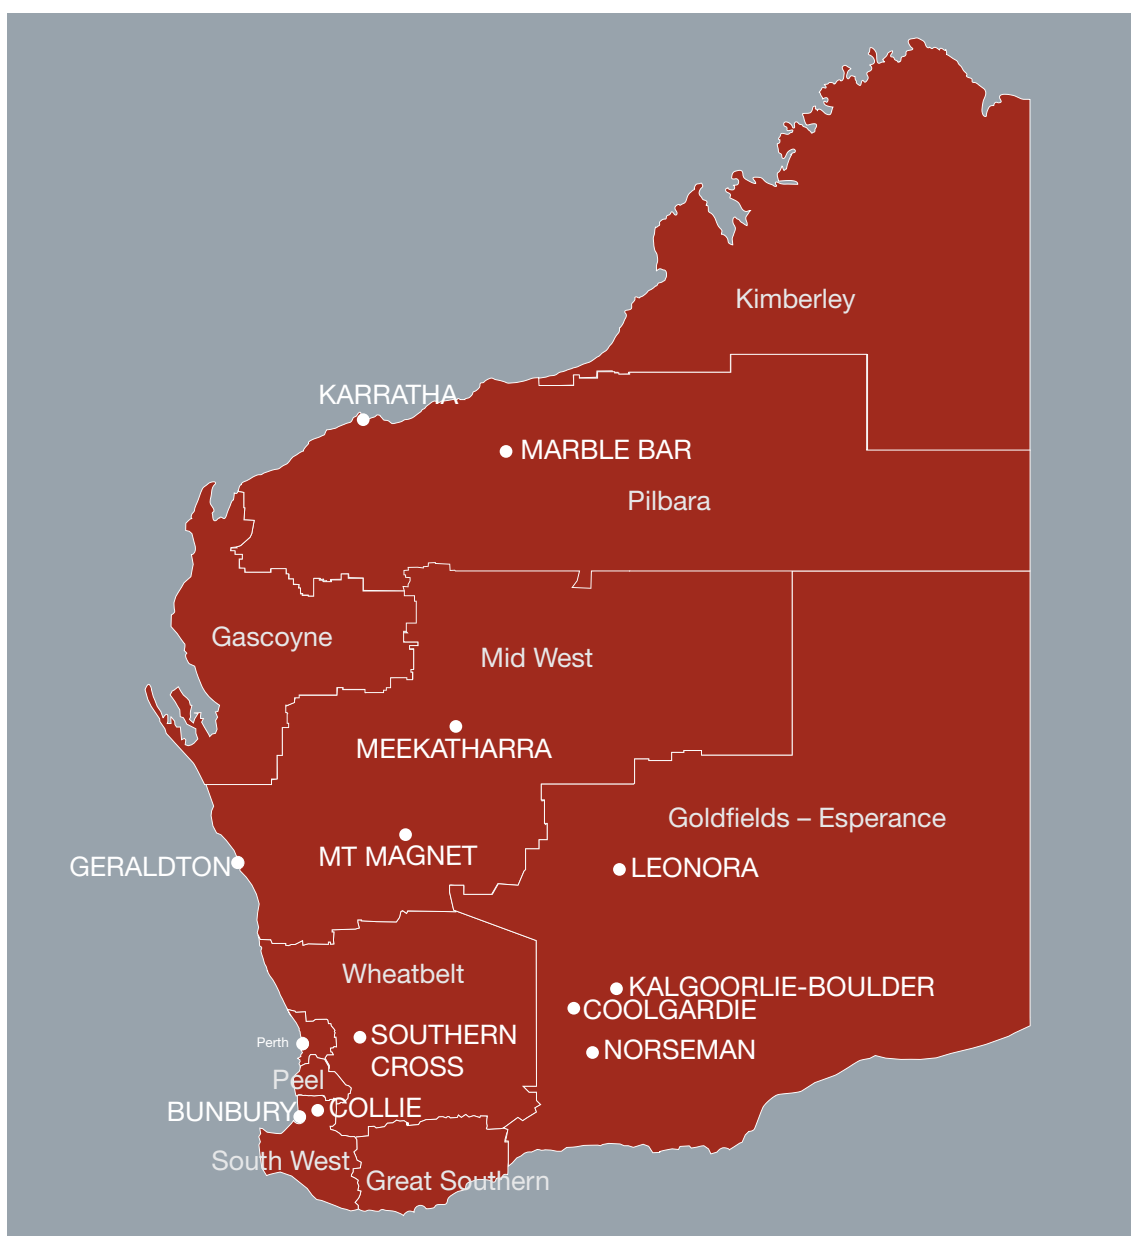 Kimberley
KARRATHA
MARBLE BAR
Pilbara
Gascoyne
Mid West
MEEKATHARRA
Goldfields – Esperance
MT MAGNET
GERALDTON
LEONORA
Wheatbelt
KALGOORLIE-BOULDER
COOLGARDIE
SOUTHERN
CROSS
Perth
NORSEMAN
Peel
COLLIE
BUNBURY
South West
Great Southern